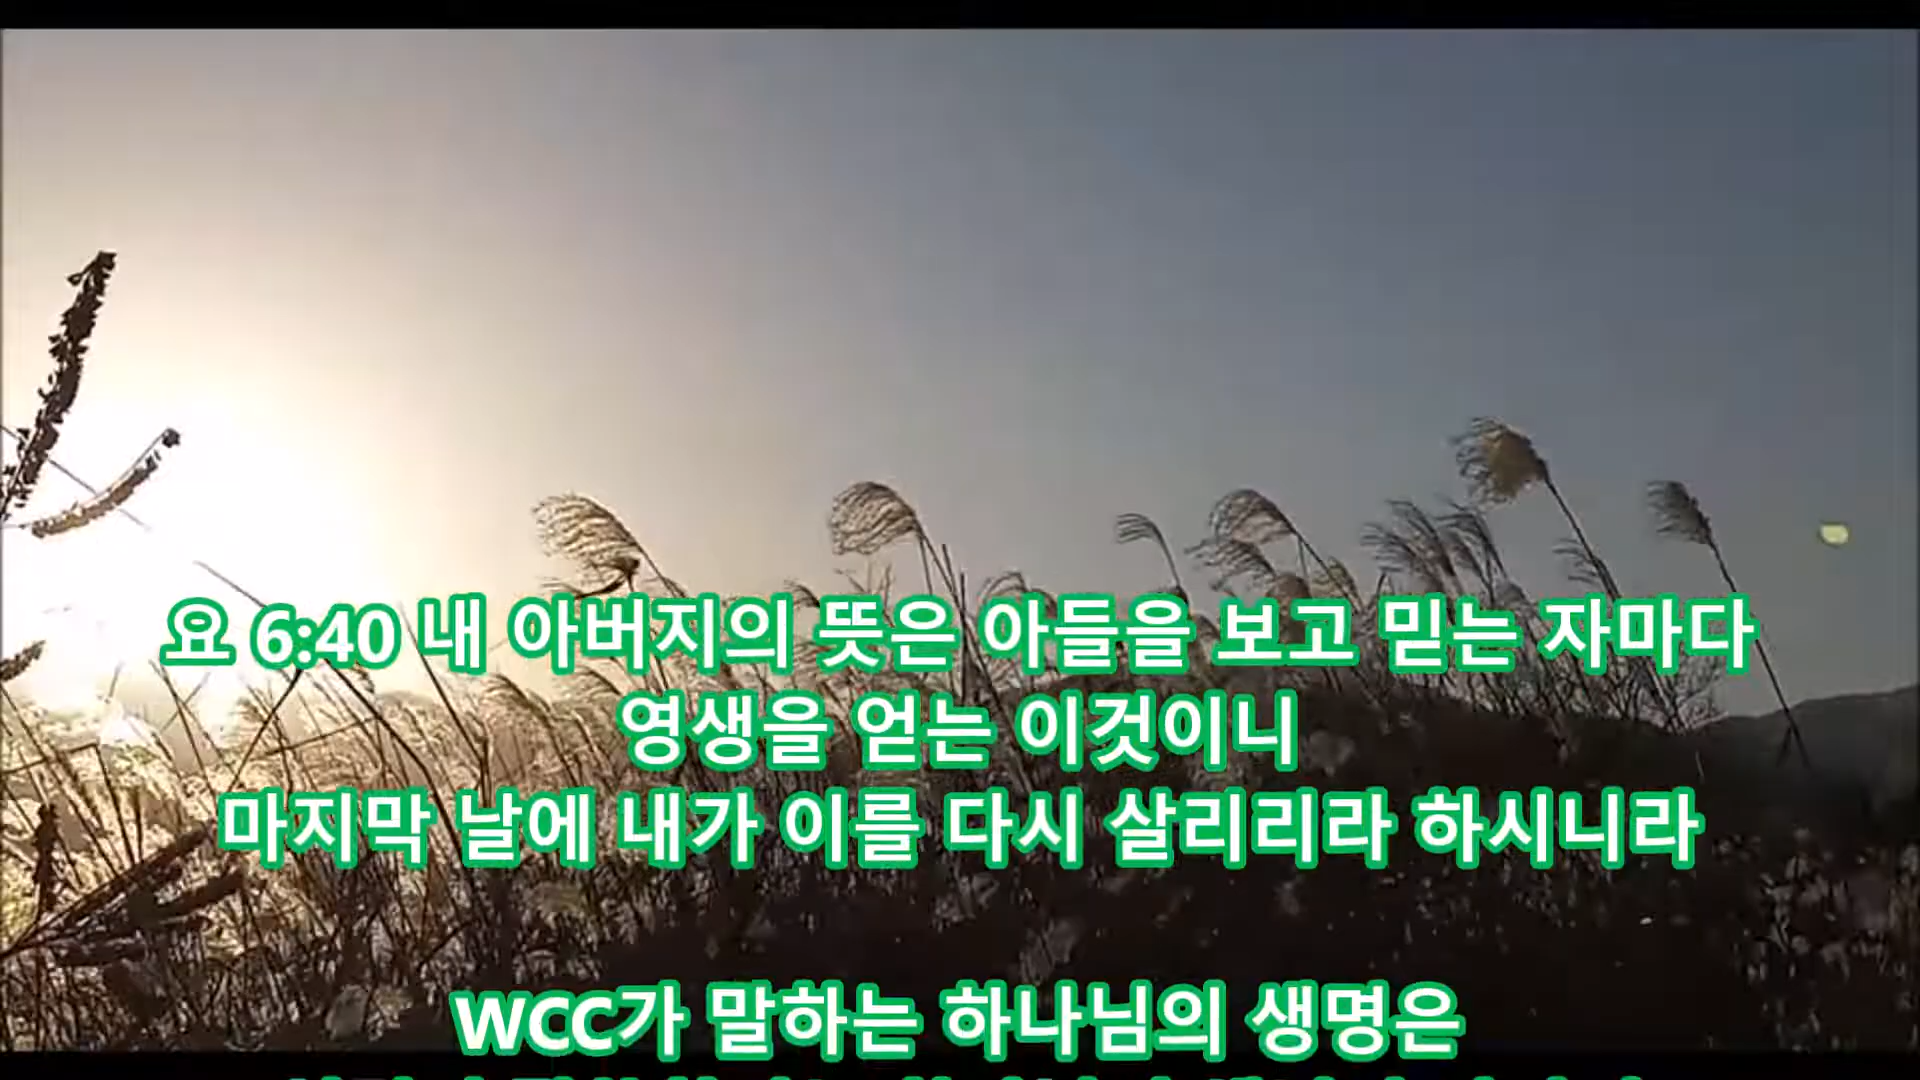 요 6:40 내 아버지의 뜻은 아들을 보고 믿는 자마다
영생을 얻는 이것이니
마지막 날에 내가 이를 다시 살리리라 하시니라
WCC가 말하는 하나님의 생명은